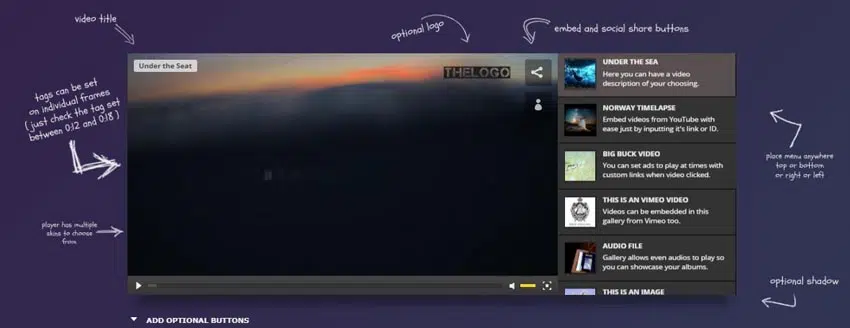 video title
optional logo
embed and social share buttons
Under the Seat
THELOGO
tags can be set
on individual frames
(just check the tag set
between 0:12 and 0:18)
player has multiple
skins to choose
from
UNDER THE SEA
Here you can have a video
description of your choosing.
NORWAY TIMELAPSE
Embed videos from YouTube with
ease just by inputing it's link or ID.
BIG BUCK VIDEO
You can set ads to play at times with
custom links when video clicked.
THIS IS AN VIMEO VIDEO
Videos can be embedded in this
gallery from Vimeo too.
AUDIO FILE
Gallery allows even audios to play so
you can showcase your albums.
THIS IS AN IMAGE
place menu anywhere
top or bottom
or right or left
optional shadow
ADD OPTIONAL BUTTONS